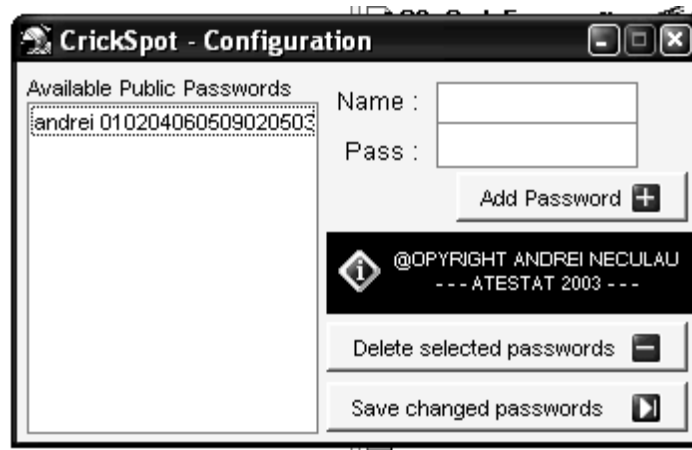 CrickSpot - Configuration
Available Public Passwords
andrei 010204060509020503
Name :
Pass :
Add Password
@OPYRIGHT ANDREI NECULAU
- - - ATESTAT 2003 - - -
Delete selected passwords
Save changed passwords